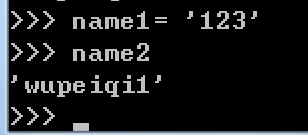 >>> name1= '123'
>>> name2
'wupeiqi1'
>>> _